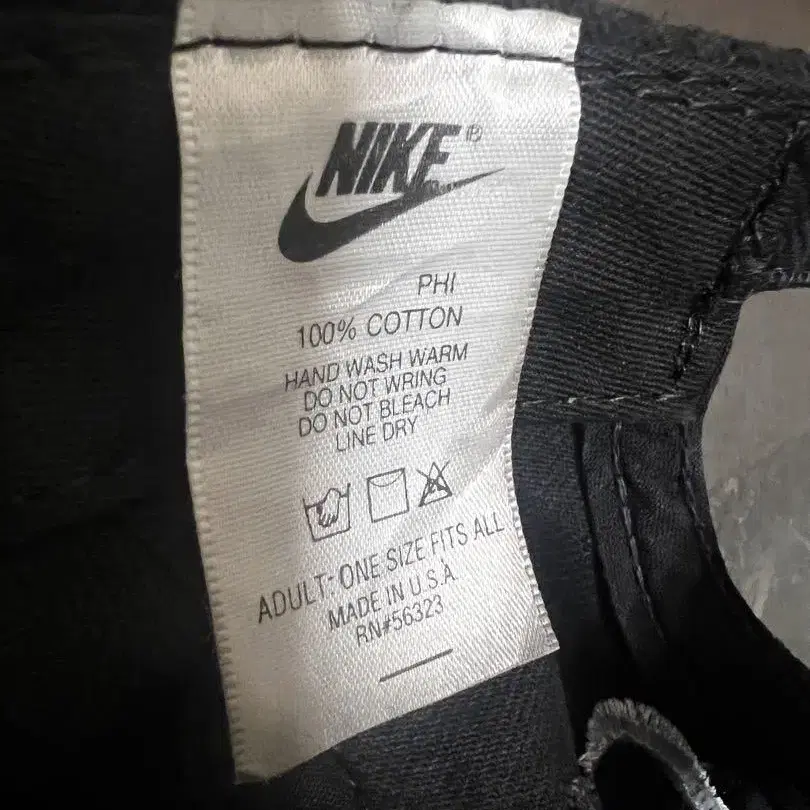 NIKE®
PHI
100% COTTON
HAND WASH WARM
DO NOT WRING
DO NOT BLEACH
LINE DRY
ADULT: ONE SIZE FITS ALL
MADE IN U.S.A.
RN#56323